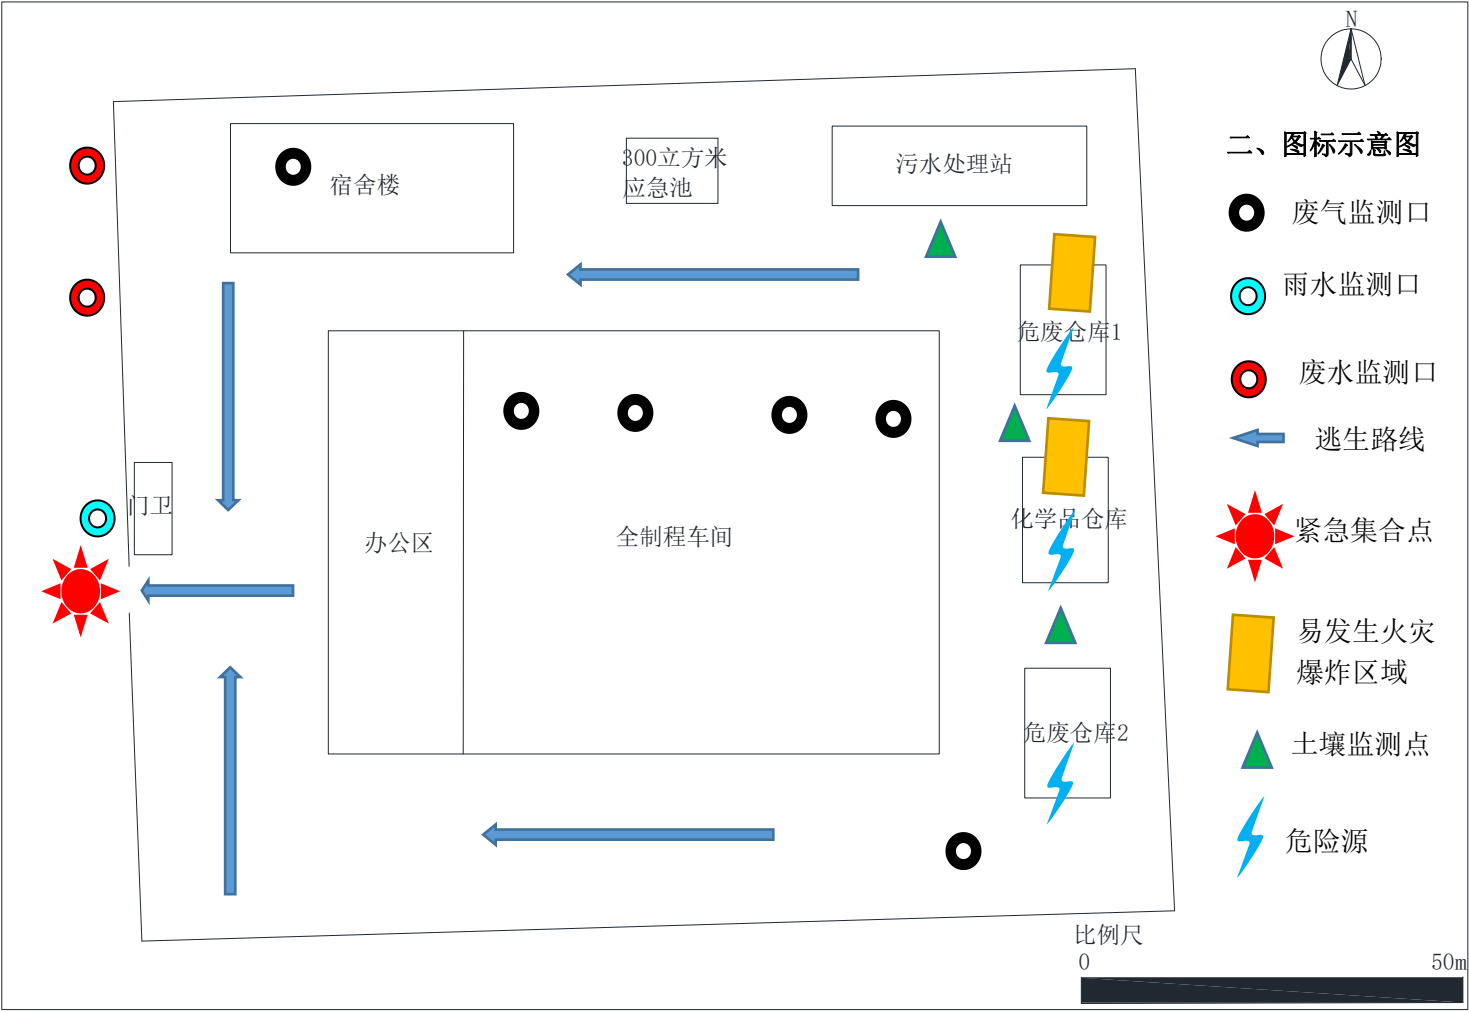 N
二、图标示意图
300立方米
应急池
污水处理站
宿舍楼
废气监测口
雨水监测口
危废仓库1
废水监测口
逃生路线
门卫
化学品仓库
全制程车间
办公区
紧急集合点
易发生火灾
爆炸区域
危废仓库2
土壤监测点
危险源
比例尺
0
50m